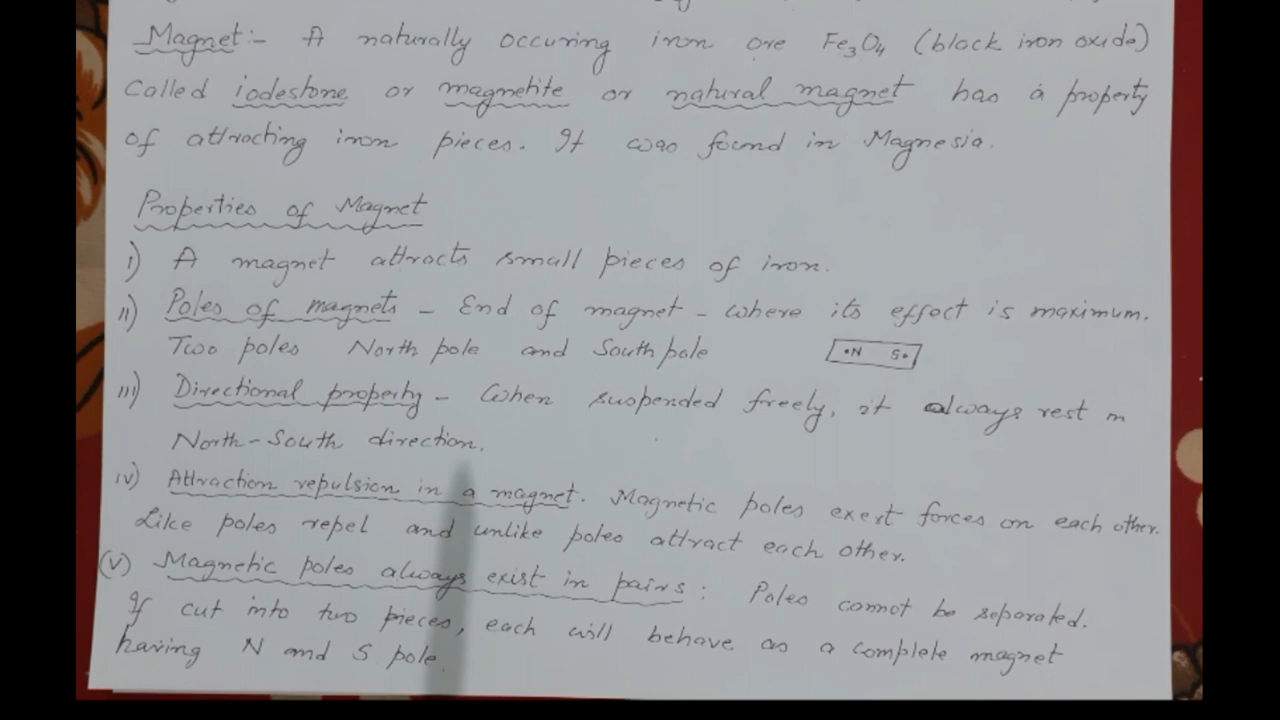 Magnet:- A naturally occuring iron ore Fe3O4 (black iron oxide)
called iodestone or magnetite or natural magnet has a property
of attracting iron pieces. It was found in Magnesia.
Properties of Magnet
i) A magnet attracts small pieces of iron.
ii) Poles of magnets - End of magnet - where its effect is maximum.
Two poles North pole and South pole
•N S•
iii) Directional property - When suspended freely, it always rest in
North-South direction.
iv) Attraction repulsion in a magnet. Magnetic poles exert forces on each other.
Like poles repel and unlike poles attract each other.
(v) Magnetic poles always exist in pairs: Poles cannot be separated.
If cut into two pieces, each will behave as a complete magnet
having N and S pole.